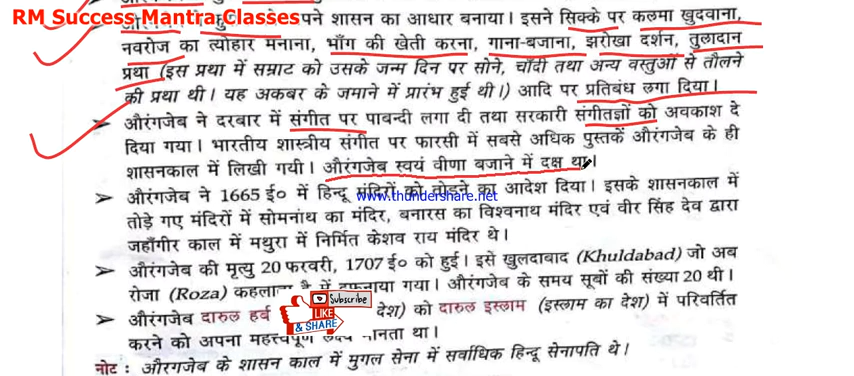 RM Success Mantra Classes
पने शासन का आधार बनाया। इसने सिक्के पर कलमा खुदवाना,
नवरोज का त्योहार मनाना, भाँग की खेती करना, गाना-बजाना, झरोखा दर्शन, तुलादान
प्रथा (इस प्रथा में सम्राट को उसके जन्म दिन पर सोने, चाँदी तथा अन्य वस्तुओं से तौलने
की प्रथा थी। यह अकबर के जमाने में प्रारंभ हुई थी।) आदि पर प्रतिबंध लगा दिया।
➤ औरंगजेब ने दरबार में संगीत पर पाबन्दी लगा दी तथा सरकारी संगीतज्ञों को अवकाश दे
दिया गया। भारतीय शास्त्रीय संगीत पर फारसी में सबसे अधिक पुस्तकें औरंगजेब के ही
शासनकाल में लिखी गयी। औरंगजेब स्वयं वीणा बजाने में दक्ष था।
➤ औरंगजेब ने 1665 ई० में हिन्दू मंदिरों को तोड़ने का आदेश दिया। इसके शासनकाल में
www.thundershare.net
तोड़े गए मंदिरों में सोमनाथ का मंदिर, बनारस का विश्वनाथ मंदिर एवं वीर सिंह देव द्वारा
जहाँगीर काल में मथुरा में निर्मित केशव राय मंदिर थे।
➤ औरंगजेब की मृत्यु 20 फरवरी, 1707 ई० को हुई। इसे खुलदाबाद (Khuldabad) जो अब
रोजा (Roza) कहलाता है में दफनाया गया। औरंगजेब के समय सूबों की संख्या 20 थी।
Subscribe
LIKE
& SHARE
➤ औरंगजेब दारुल हर्ब देश) को दारुल इस्लाम (इस्लाम का देश) में परिवर्तित
करने को अपना महत्त्वपूर्ण लक्ष्य मानता था।
नोट : औरंगजेब के शासन काल में मुगल सेना में सर्वाधिक हिन्दू सेनापति थे।